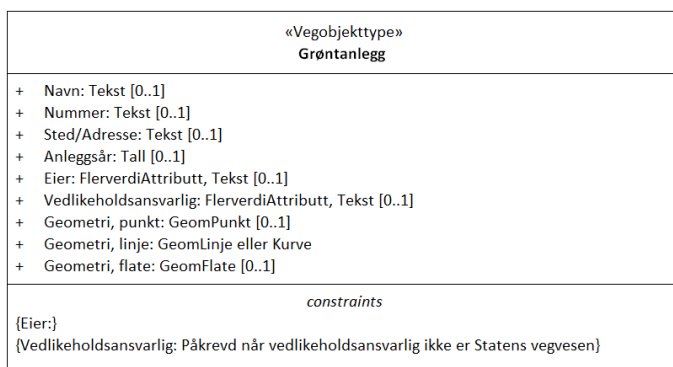 «Vegobjekttype»
Grøntanlegg
+ Navn: Tekst [0..1]
+ Nummer: Tekst [0..1]
+ Sted/Adresse: Tekst [0..1]
+ Anleggsår: Tall [0..1]
+ Eier: FlerverdiAttributt, Tekst [0..1]
+ Vedlikeholdsansvarlig: FlerverdiAttributt, Tekst [0..1]
+ Geometri, punkt: GeomPunkt [0..1]
+ Geometri, linje: GeomLinje eller Kurve
+ Geometri, flate: GeomFlate [0..1]
constraints
{Eier:}
{Vedlikeholdsansvarlig: Påkrevd når vedlikeholdsansvarlig ikke er Statens vegvesen}